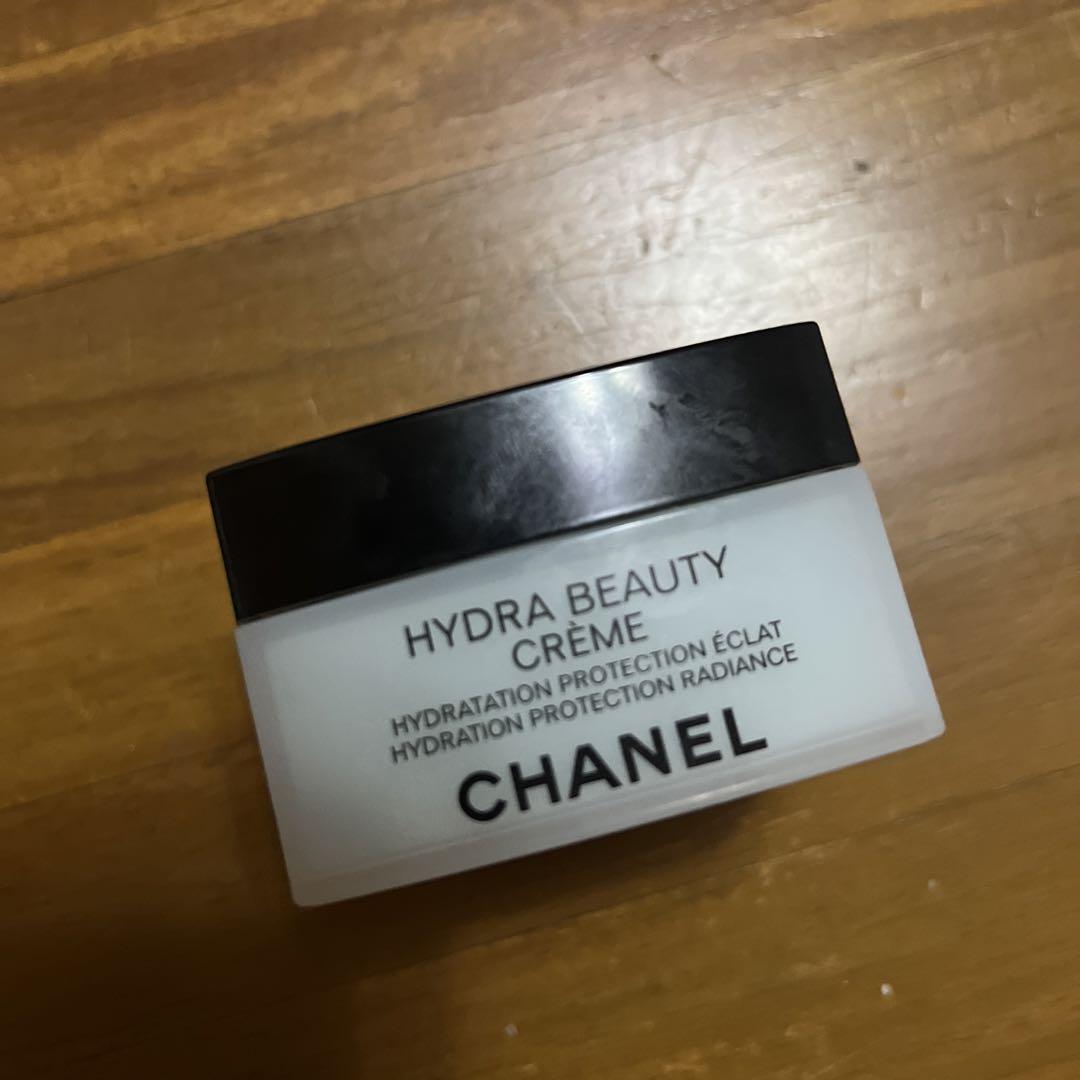 HYDRA BEAUTY
CRÈME
HYDRATATION PROTECTION ÉCLAT
HYDRATION PROTECTION RADIANCE
CHANEL